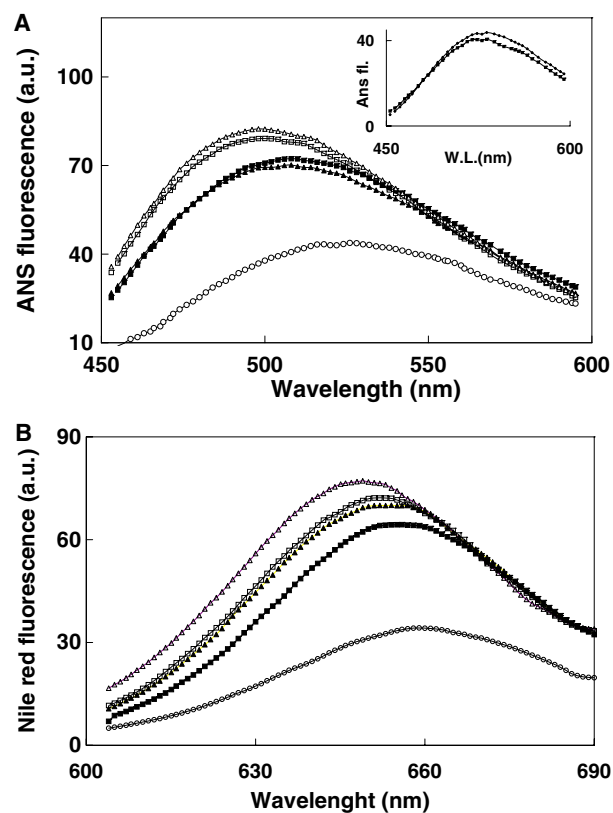 A
ANS fluorescence (a.u.)
100
70
40
10
450
500
550
600
Wavelength (nm)
Ans fl.
40
0
450
600
W.L.(nm)
B
Nile red fluorescence (a.u.)
90
60
30
0
600
630
660
690
Wavelenght (nm)